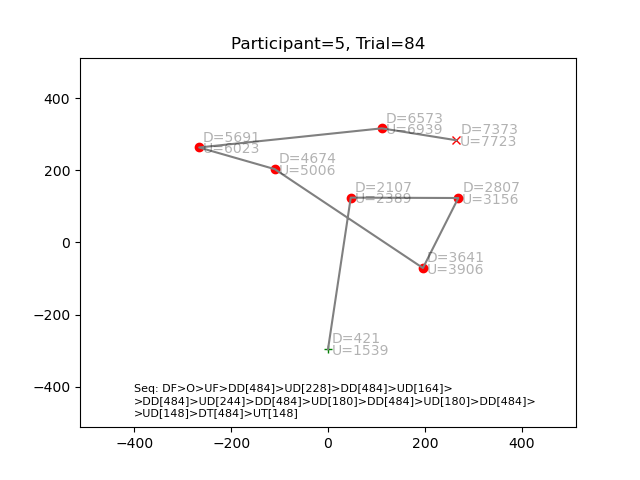 Participant=5, Trial=84
D=6573
U=6939
D=7373
U=7723
D=5691
U=6023
D=4674
U=5006
D=2107
U=2389
D=2807
U=3156
D=3641
U=3906
D=421
U=1539
400
200
0
−200
−400
Seq: DF>O>UF>DD[484]>UD[228]>DD[484]>UD[164]>
>DD[484]>UD[244]>DD[484]>UD[180]>DD[484]>UD[180]>DD[484]>
>UD[148]>DT[484]>UT[148]
−400
−200
0
200
400